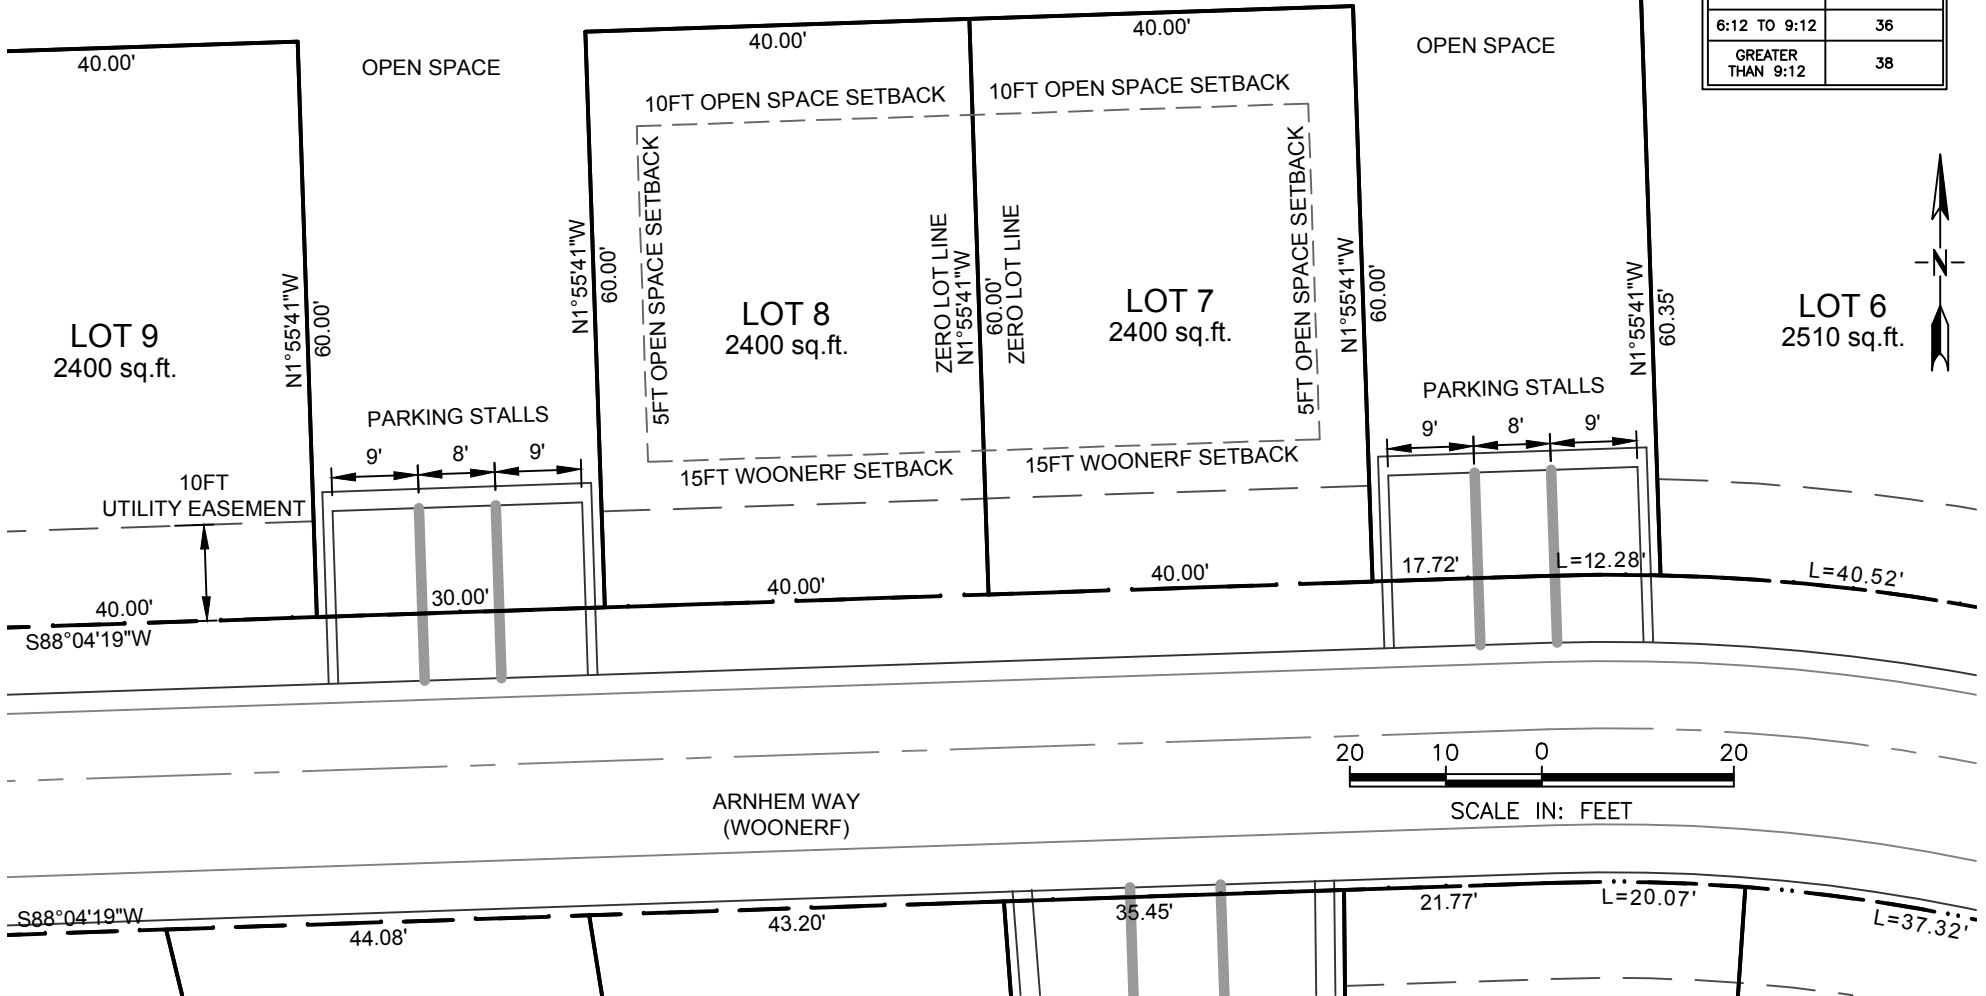 6:12 TO 9:12 36
GREATER
THAN 9:12 38
40.00'
OPEN SPACE
40.00'
40.00'
OPEN SPACE
10FT OPEN SPACE SETBACK
10FT OPEN SPACE SETBACK
5FT OPEN SPACE SETBACK
5FT OPEN SPACE SETBACK
N
LOT 9
2400 sq.ft.
N1°55'41"W
60.00'
N1°55'41"W
60.00'
LOT 8
2400 sq.ft.
ZERO LOT LINE
N1°55'41"W
60.00'
ZERO LOT LINE
LOT 7
2400 sq.ft.
N1°55'41"W
60.00'
N1°55'41"W
60.35'
LOT 6
2510 sq.ft.
PARKING STALLS
9' 8' 9'
PARKING STALLS
9' 8' 9'
15FT WOONERF SETBACK
15FT WOONERF SETBACK
10FT
UTILITY EASEMENT
40.00'
S88°04'19"W
30.00'
40.00'
40.00'
17.72'
L=12.28'
L=40.52'
20 10 0 20
SCALE IN: FEET
ARNHEM WAY
(WOONERF)
S88°04'19"W
44.08'
43.20'
35.45'
21.77'
L=20.07'
L=37.32'